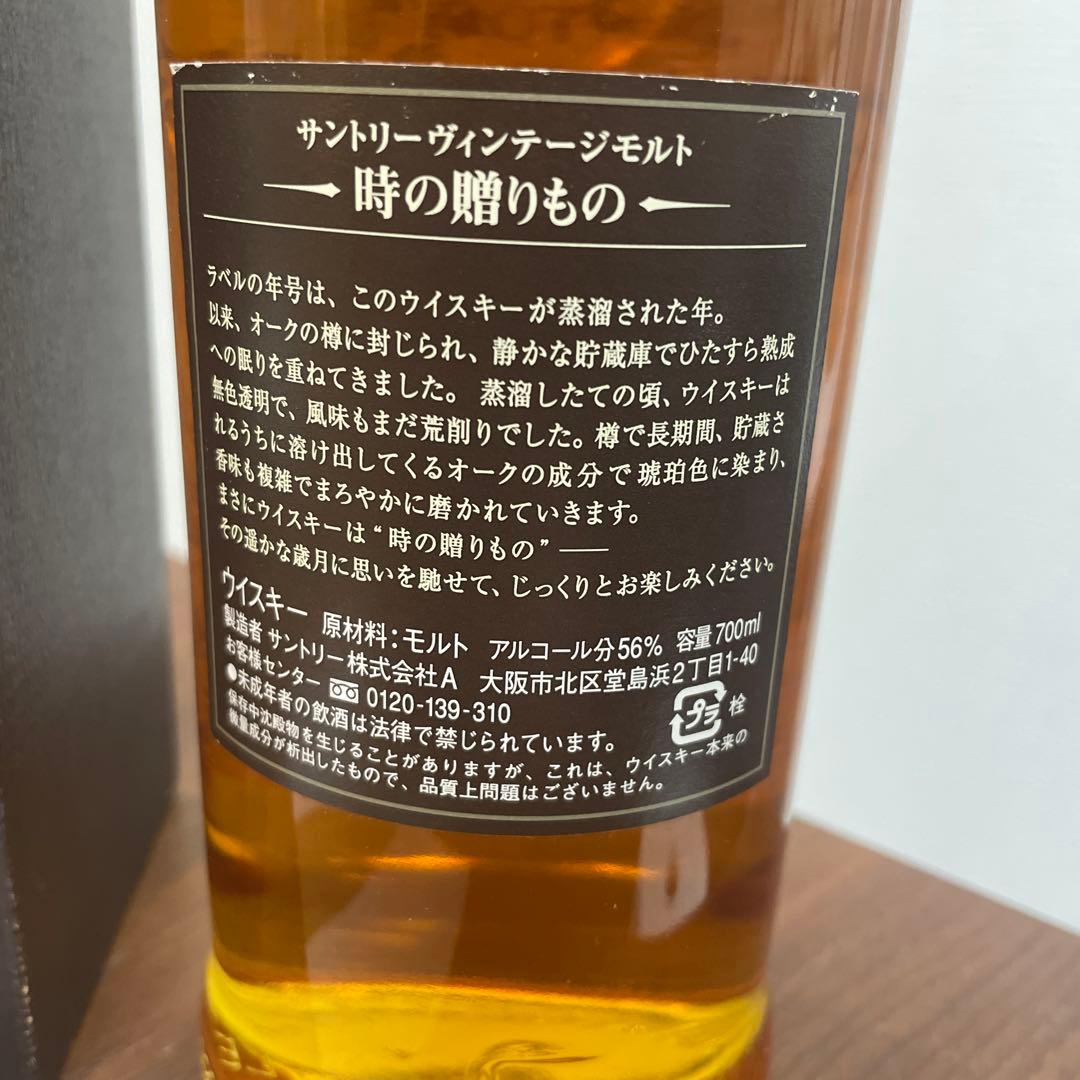 サントリーヴィンテージモルト
時の贈りもの
ラベルの年号は、このウイスキーが蒸溜された年。
以来、オークの樽に封じられ、静かな貯蔵庫でひたすら熟成
への眠りを重ねてきました。蒸溜したての頃、ウイスキーは
無色透明で、風味もまだ荒削りでした。樽で長期間、貯蔵さ
れるうちに溶け出してくるオークの成分で琥珀色に染まり、
香味も複雑でまろやかに磨かれていきます。
まさにウイスキーは“時の贈りもの”——
その遥かな歳月に思いを馳せて、じっくりとお楽しみください。
ウイスキー 原材料：モルト アルコール分56% 容量700ml
製造者 サントリー株式会社A 大阪市北区堂島浜2丁目1-40
お客様センター 0120-139-310
●未成年者の飲酒は法律で禁じられています。
プラ 栓
保存中沈殿物を生じることがありますが、これは、ウイスキー本来の
微量成分が析出したもので、品質上問題はございません。